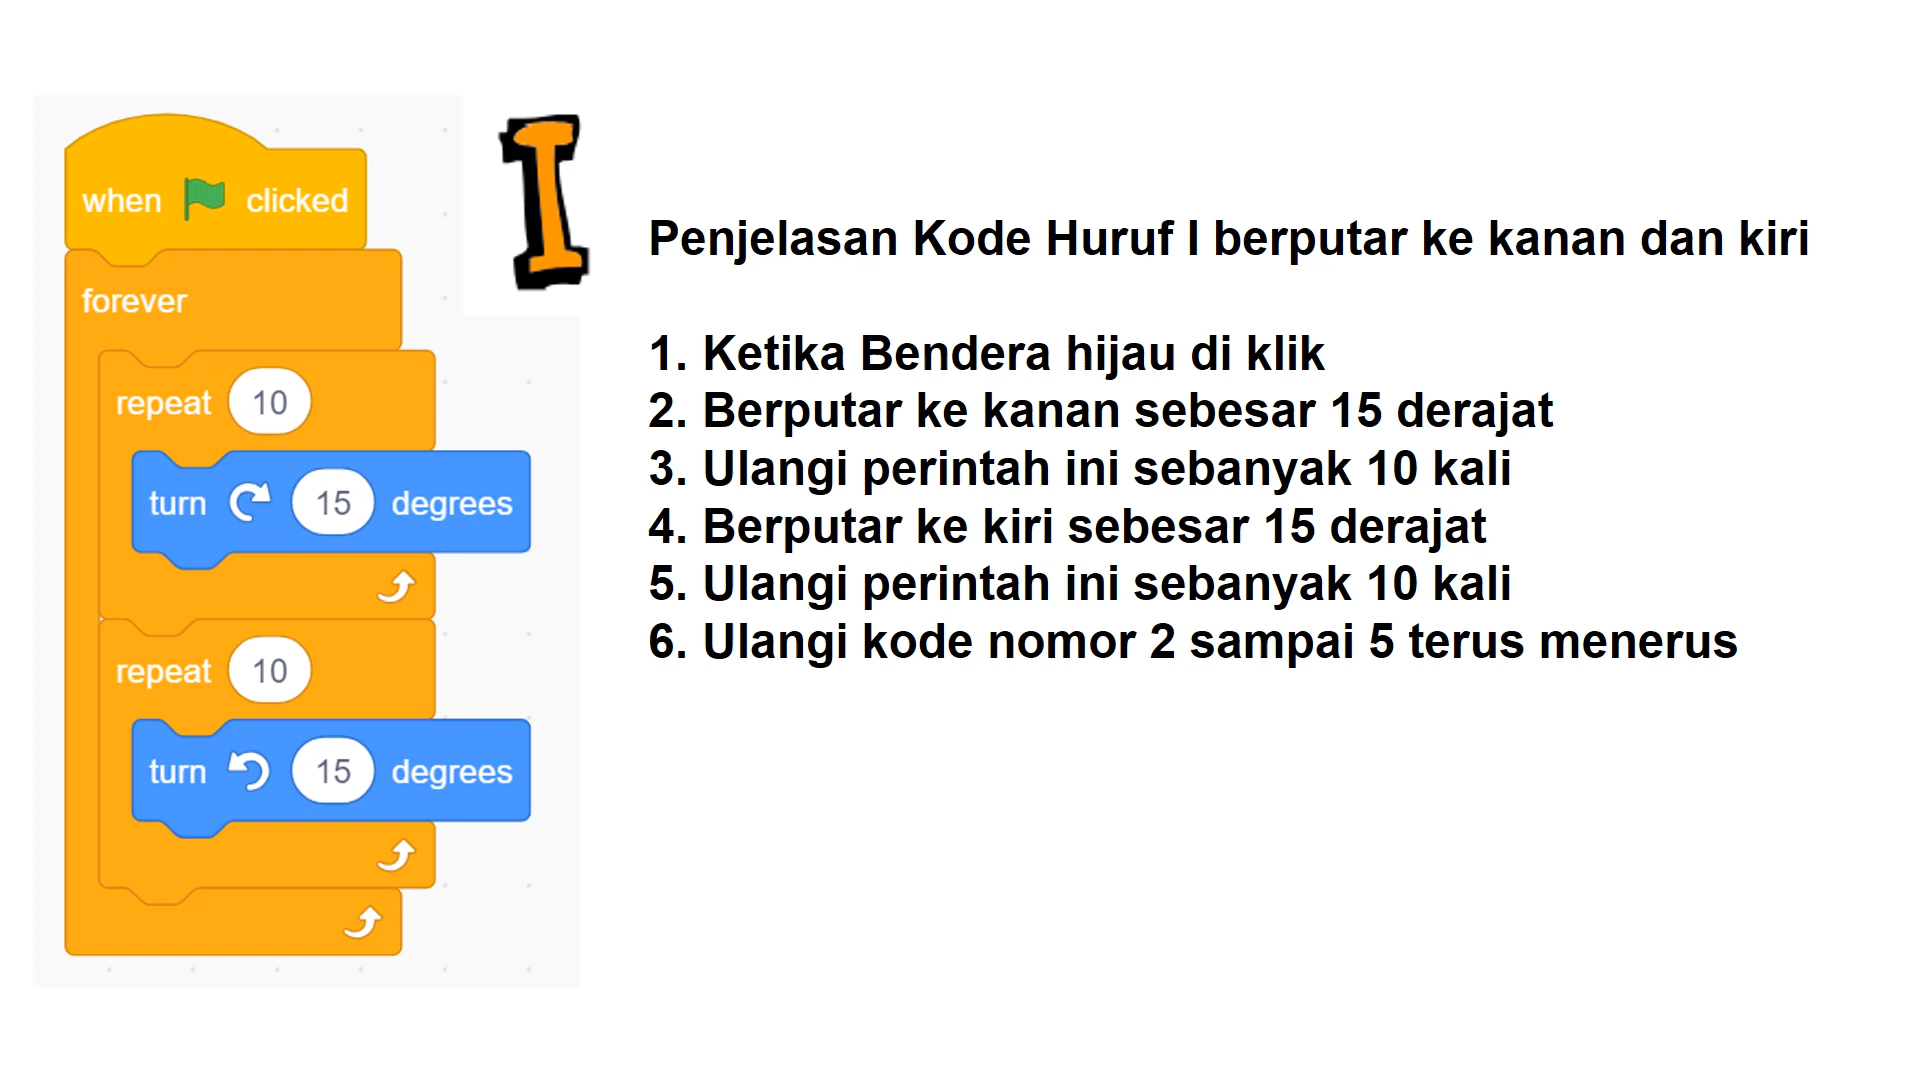 when clicked
forever
repeat 10
turn 15 degrees
repeat 10
turn 15 degrees
I
Penjelasan Kode Huruf I berputar ke kanan dan kiri
1. Ketika Bendera hijau di klik
2. Berputar ke kanan sebesar 15 derajat
3. Ulangi perintah ini sebanyak 10 kali
4. Berputar ke kiri sebesar 15 derajat
5. Ulangi perintah ini sebanyak 10 kali
6. Ulangi kode nomor 2 sampai 5 terus menerus